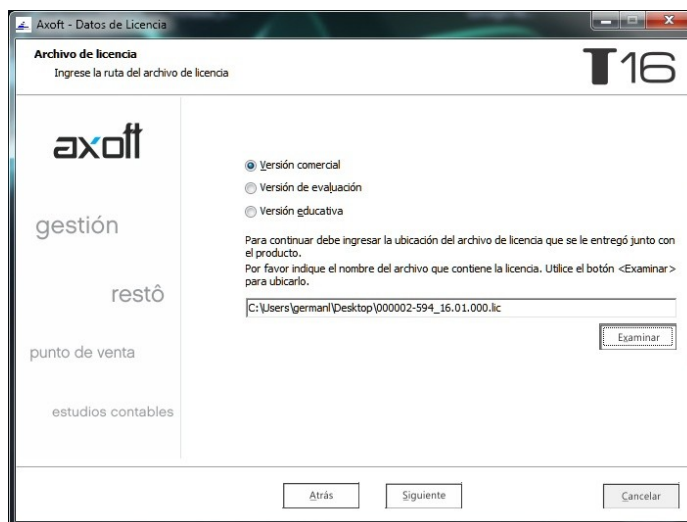 Axoft - Datos de Licencia
Archivo de licencia
Ingrese la ruta del archivo de licencia
T16
axoft
gestión
restô
punto de venta
estudios contables
Versión comercial
Versión de evaluación
Versión educativa
Para continuar debe ingresar la ubicación del archivo de licencia que se le entregó junto con
el producto.
Por favor indique el nombre del archivo que contiene la licencia. Utilice el botón <Examinar>
para ubicarlo.
C:\Users\germanl\Desktop\000002-594_16.01.000.lic
Examinar
Atrás
Siguiente
Cancelar